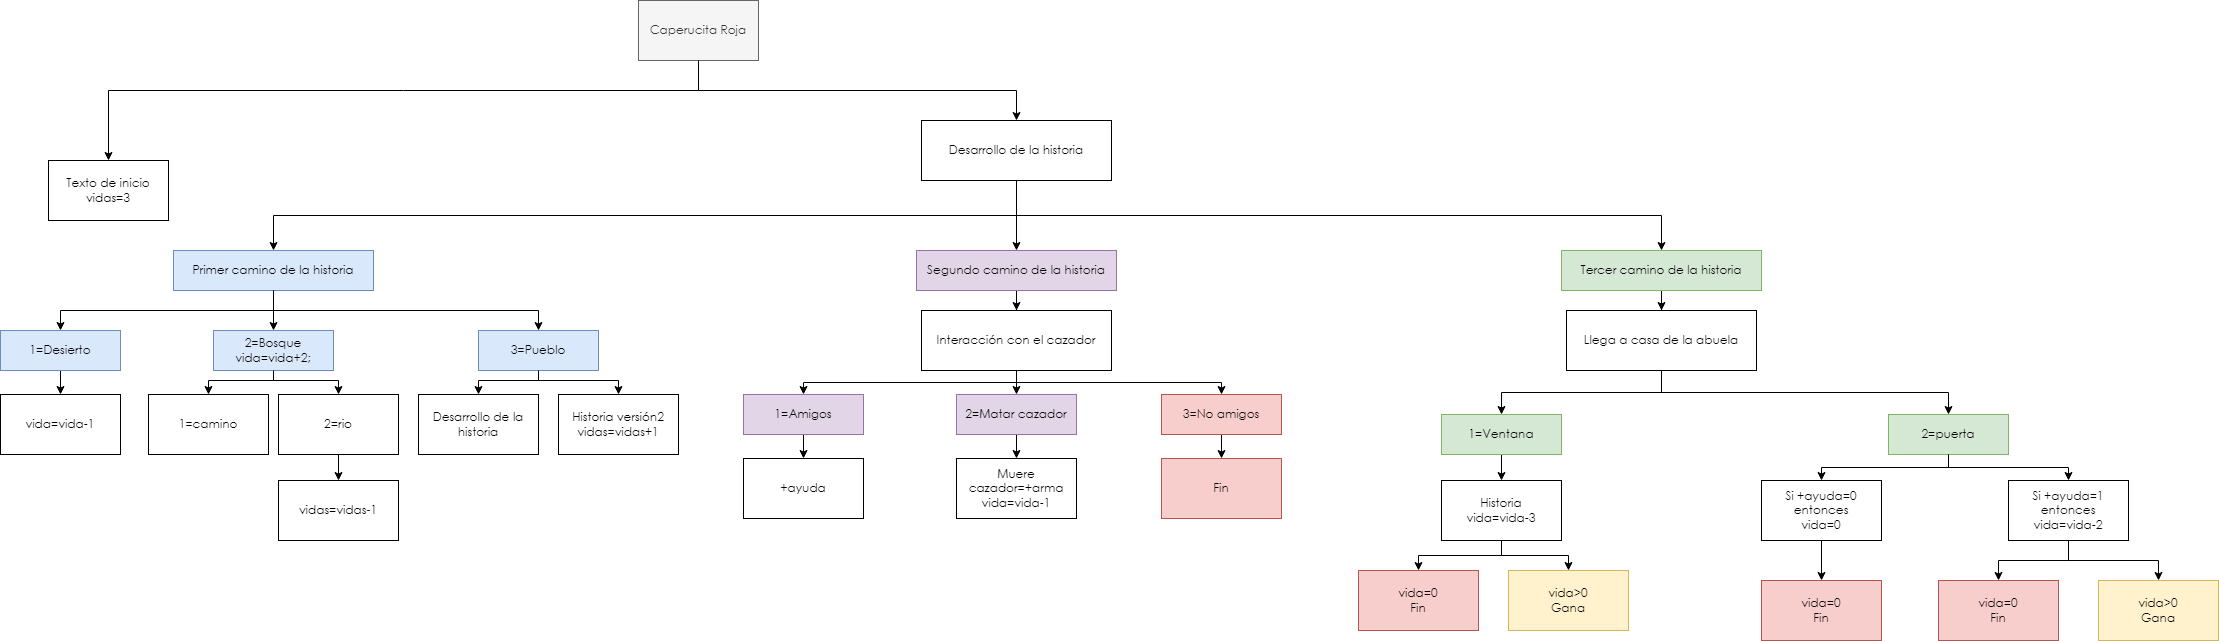 Caperucita Roja
Desarrollo de la historia
Texto de inicio
vidas=3
Primer camino de la historia
Segundo camino de la historia
Tercer camino de la historia
1=Desierto
2=Bosque
vida=vida+2;
3=Pueblo
Interacción con el cazador
Llega a casa de la abuela
vida=vida-1
1=camino
2=rio
Desarrollo de la
historia
Historia versión2
vidas=vidas+1
1=Amigos
2=Matar cazador
3=No amigos
1=Ventana
2=puerta
vidas=vidas-1
+ayuda
Muere
cazador=+arma
vida=vida-1
Fin
Historia
vida=vida-3
Si +ayuda=0
entonces
vida=0
Si +ayuda=1
entonces
vida=vida-2
vida=0
Fin
vida>0
Gana
vida=0
Fin
vida=0
Fin
vida>0
Gana